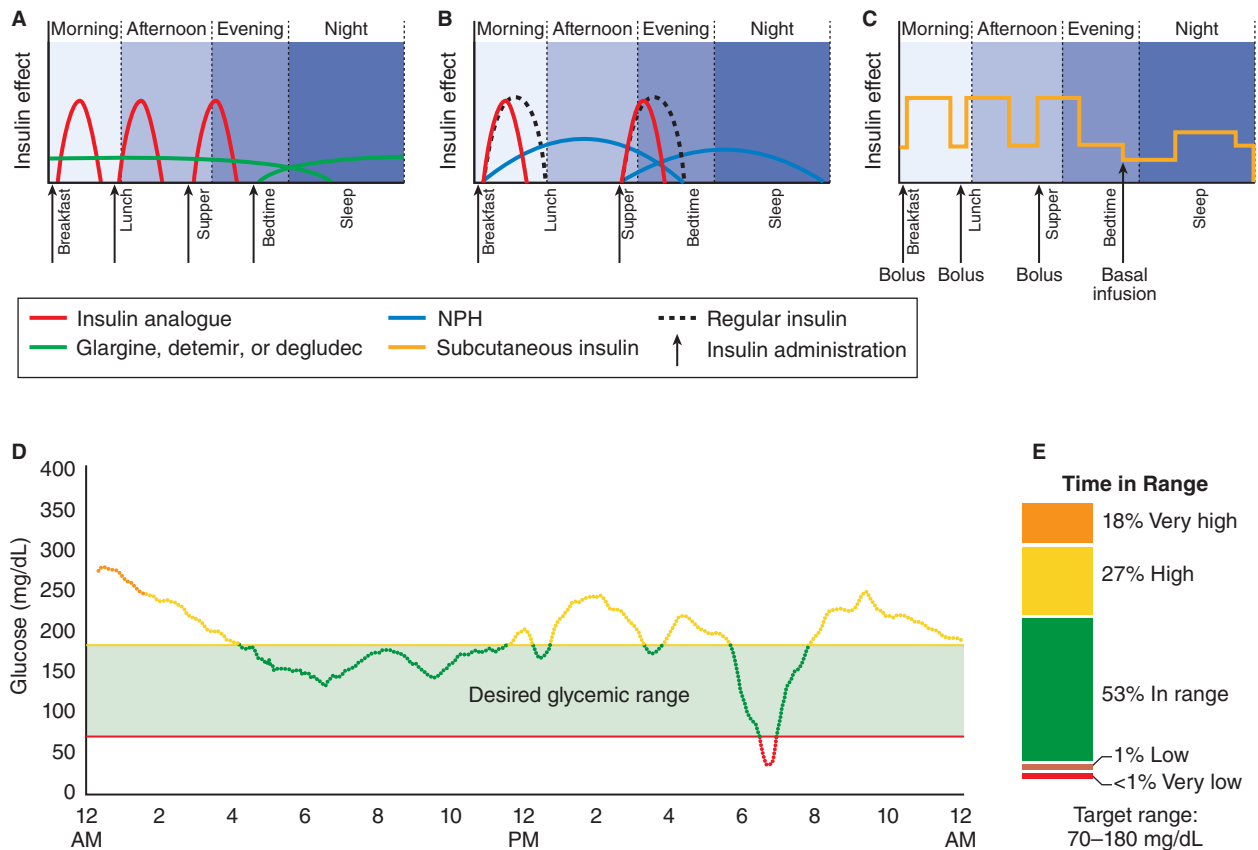 A
Morning Afternoon Evening Night
Insulin effect
Breakfast
Lunch
Supper
Bedtime
Sleep
B
Morning Afternoon Evening Night
Insulin effect
Breakfast
Lunch
Supper
Bedtime
Sleep
C
Morning Afternoon Evening Night
Insulin effect
Breakfast
Lunch
Supper
Bedtime
Sleep
Bolus
Bolus
Bolus
Basal
infusion
Insulin analogue
NPH
Regular insulin
Glargine, detemir, or degludec
Subcutaneous insulin
Insulin administration
D
Glucose (mg/dL)
400
350
300
250
200
150
100
50
0
Desired glycemic range
12 2 4 6 8 10 12 2 4 6 8 10 12
AM PM AM
E
Time in Range
18% Very high
27% High
53% In range
1% Low
<1% Very low
Target range:
70–180 mg/dL